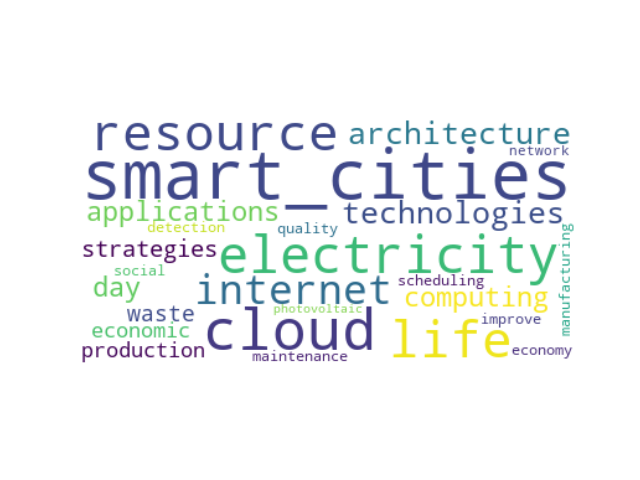 resource architecture
network
smart_cities
applications technologies
detection quality
strategies electricity
manufacturing
social
day internet scheduling
computing
waste photovoltaic
economic cloud life improve
production maintenance economy